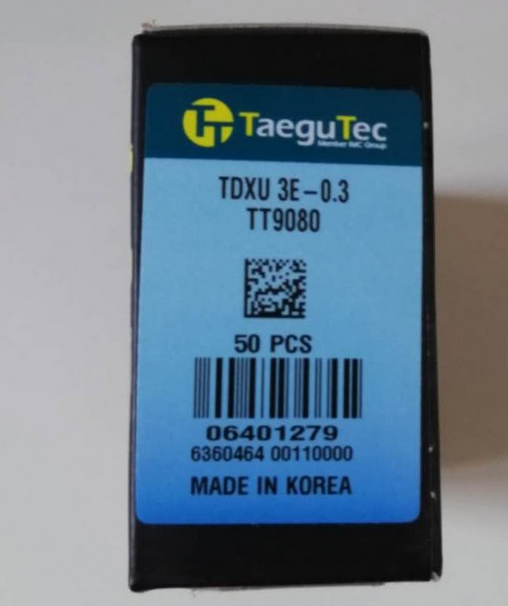 TaeguTec
Member IMC Group
TDXU 3E-0.3
TT9080
50 PCS
06401279
6360464 00110000
MADE IN KOREA